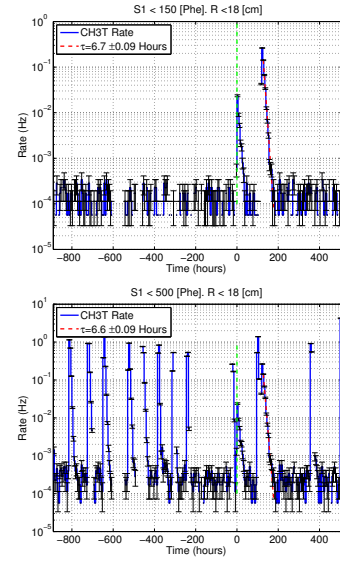 S1 < 150 [Phe]. R <18 [cm]
CH3T Rate
τ=6.7 ±0.09 Hours
10^1
10^0
10^-1
10^-2
10^-3
10^-4
10^-5
Rate (Hz)
−800 −600 −400 −200 0 200 400
Time (hours)
S1 < 500 [Phe]. R < 18 [cm]
CH3T Rate
τ=6.6 ±0.09 Hours
10^1
10^0
10^-1
10^-2
10^-3
10^-4
10^-5
Rate (Hz)
−800 −600 −400 −200 0 200 400
Time (hours)